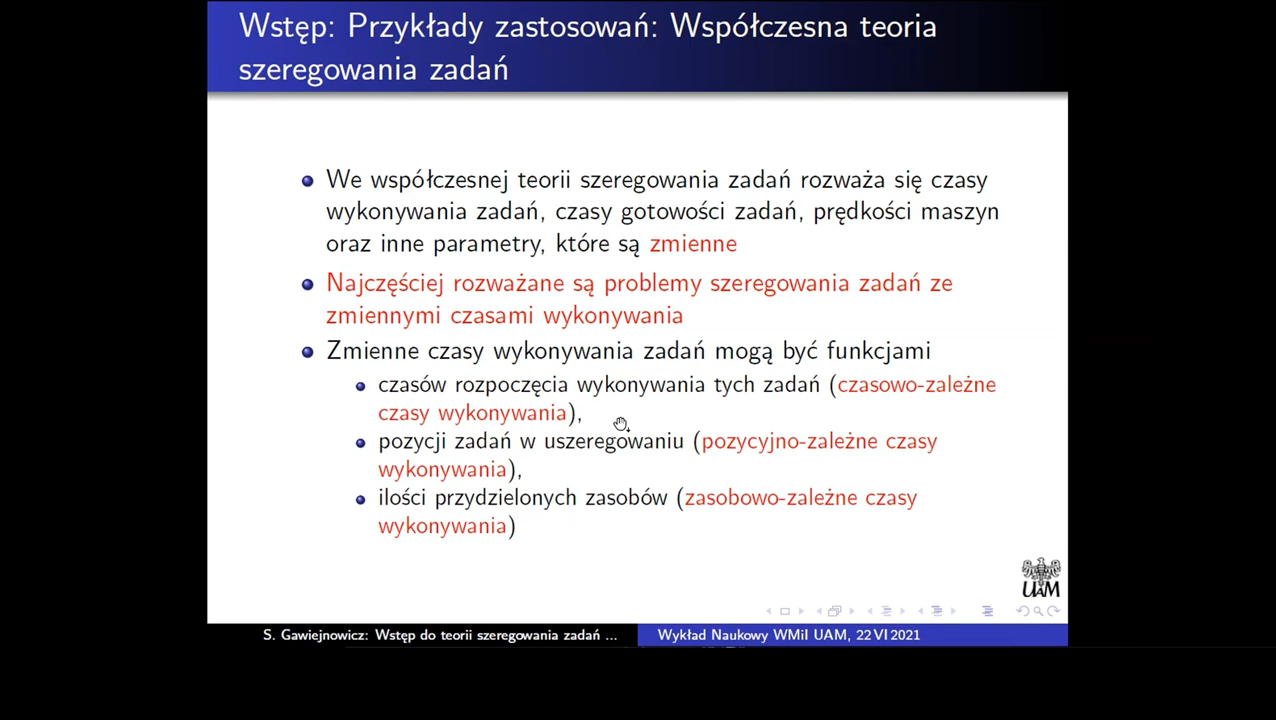 Wstęp: Przykłady zastosowań: Współczesna teoria
szeregowania zadań
We współczesnej teorii szeregowania zadań rozważa się czasy
wykonywania zadań, czasy gotowości zadań, prędkości maszyn
oraz inne parametry, które są zmienne
Najczęściej rozważane są problemy szeregowania zadań ze
zmiennymi czasami wykonywania
Zmienne czasy wykonywania zadań mogą być funkcjami
czasów rozpoczęcia wykonywania tych zadań (czasowo-zależne
czasy wykonywania),
pozycji zadań w uszeregowaniu (pozycyjno-zależne czasy
wykonywania),
ilości przydzielonych zasobów (zasobowo-zależne czasy
wykonywania)
UAM
S. Gawiejnowicz: Wstęp do teorii szeregowania zadań ...
Wykład Naukowy WMiI UAM, 22 VI 2021